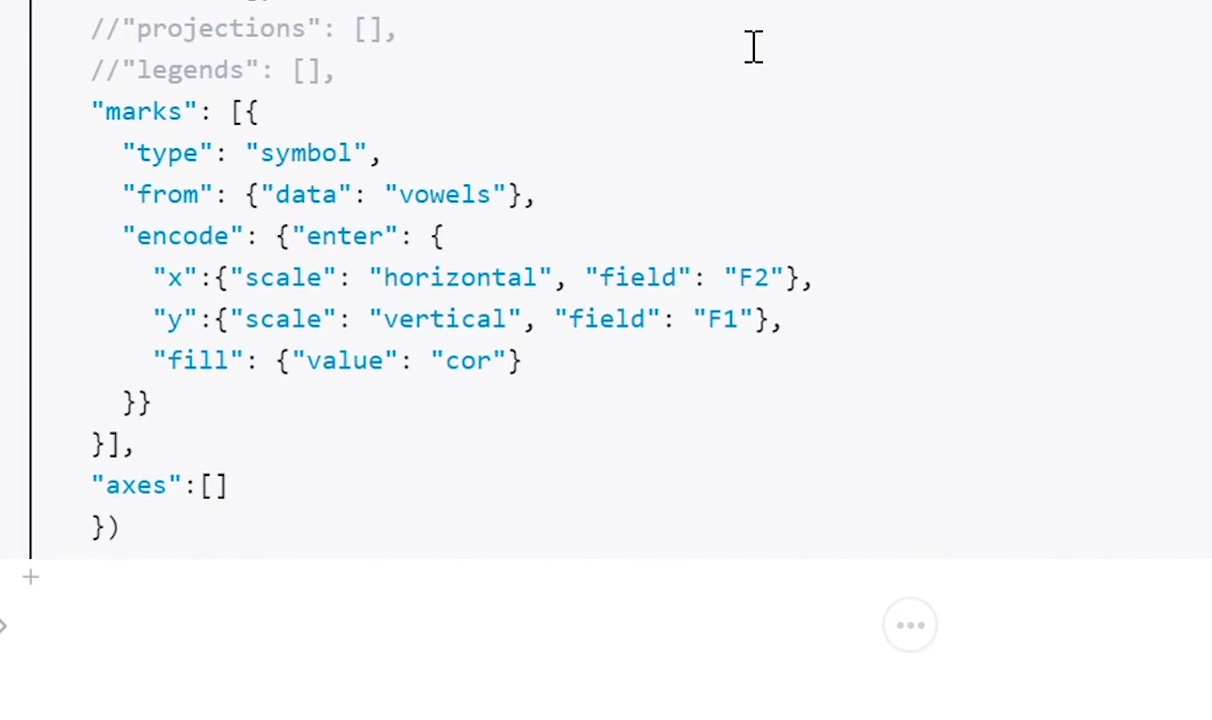 //"projections": [],
//"legends": [],
"marks": [{
"type": "symbol",
"from": {"data": "vowels"},
"encode": {"enter": {
"x":{"scale": "horizontal", "field": "F2"},
"y":{"scale": "vertical", "field": "F1"},
"fill": {"value": "cor"}
}}
}],
"axes":[]
})